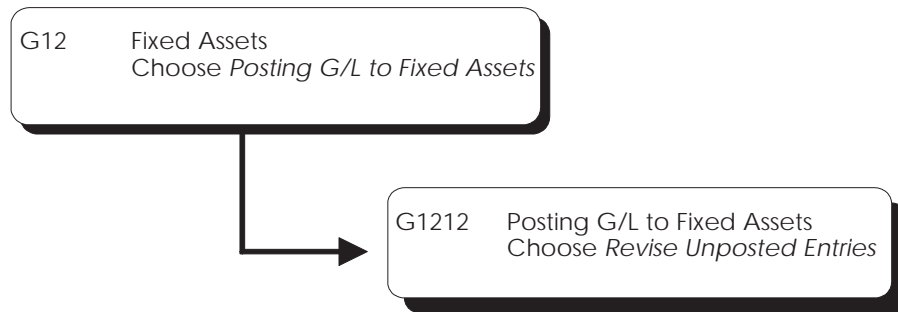 G12 Fixed Assets
Choose Posting G/L to Fixed Assets
G1212 Posting G/L to Fixed Assets
Choose Revise Unposted Entries